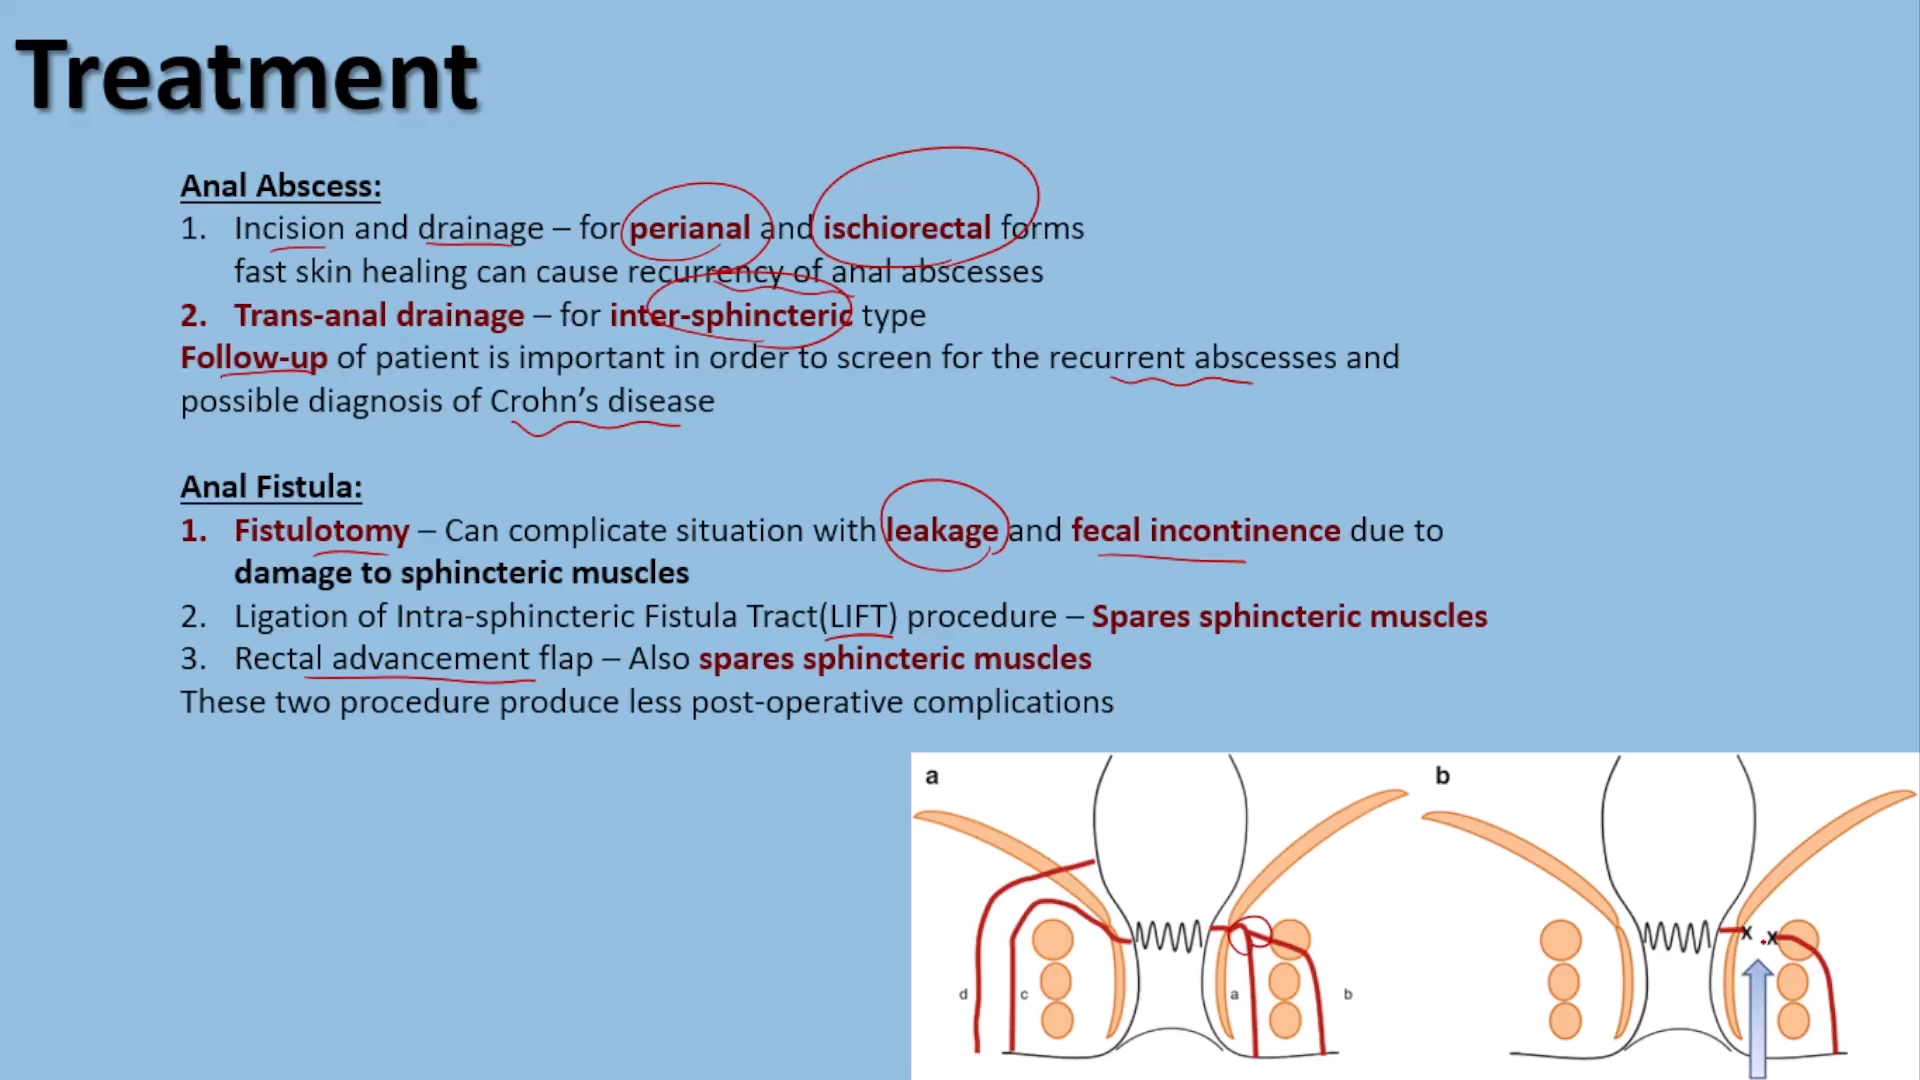 Treatment
Anal Abscess:
1. Incision and drainage – for perianal and ischiorectal forms
fast skin healing can cause recurrency of anal abscesses
2. Trans-anal drainage – for inter-sphincteric type
Follow-up of patient is important in order to screen for the recurrent abscesses and
possible diagnosis of Crohn’s disease
Anal Fistula:
1. Fistulotomy – Can complicate situation with leakage and fecal incontinence due to
damage to sphincteric muscles
2. Ligation of Intra-sphincteric Fistula Tract(LIFT) procedure – Spares sphincteric muscles
3. Rectal advancement flap – Also spares sphincteric muscles
These two procedure produce less post-operative complications
a b
x x
d c a b